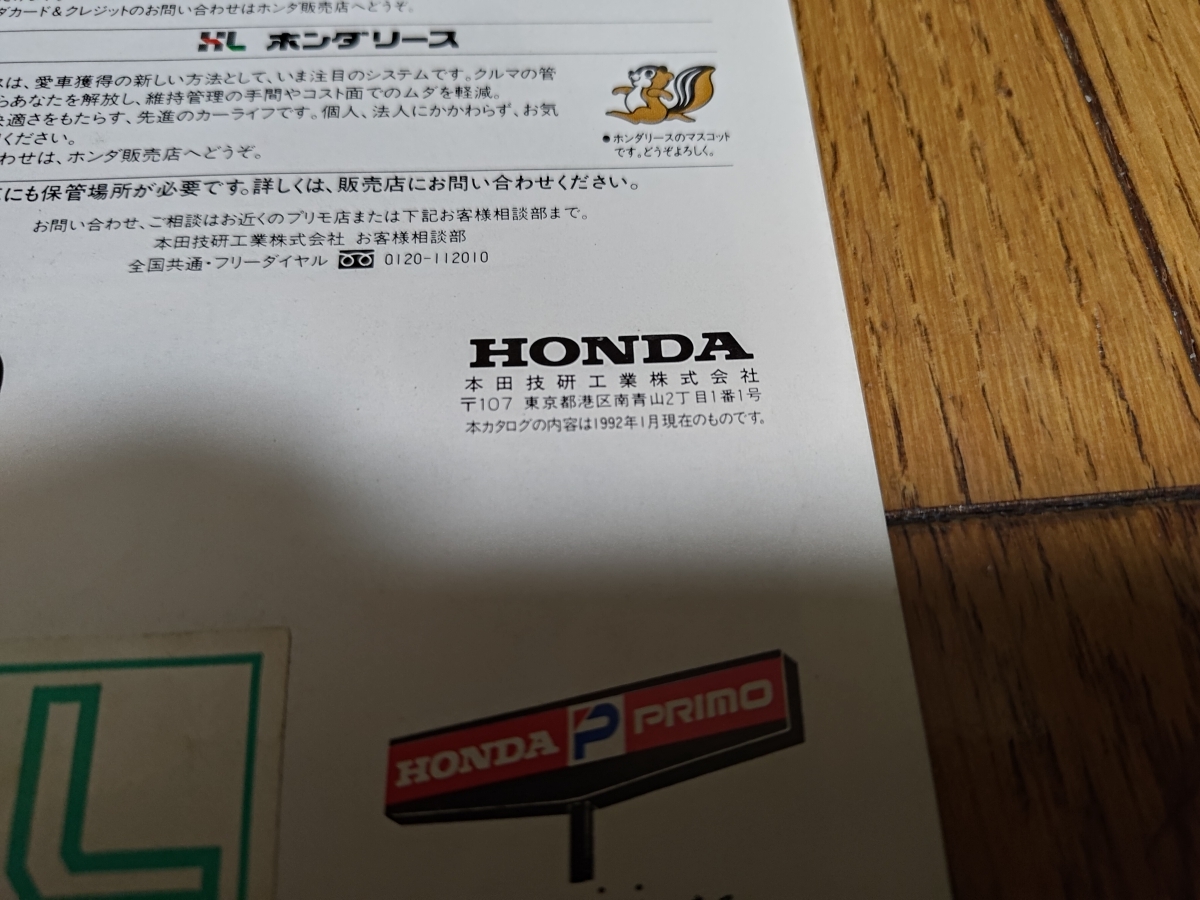 ダカード&クレジットのお問い合わせはホンダ販売店へどうぞ。
HL ホンダリース
スは、愛車獲得の新しい方法として、いま注目のシステムです。クルマの管
らあなたを解放し、維持管理の手間やコスト面でのムダを軽減。
快適さをもたらす、先進のカーライフです。個人、法人にかかわらず、お気
ください。
わせは、ホンダ販売店へどうぞ。
●ホンダリースのマスコット
です。どうぞよろしく。
にも保管場所が必要です。詳しくは、販売店にお問い合わせください。
お問い合わせ、ご相談はお近くのプリモ店または下記お客様相談部まで。
本田技研工業株式会社 お客様相談部
全国共通・フリーダイヤル 0120-112010
HONDA
本田技研工業株式会社
〒107 東京都港区南青山2丁目1番1号
本カタログの内容は1992年1月現在のものです。
HONDA P PRIMO
L